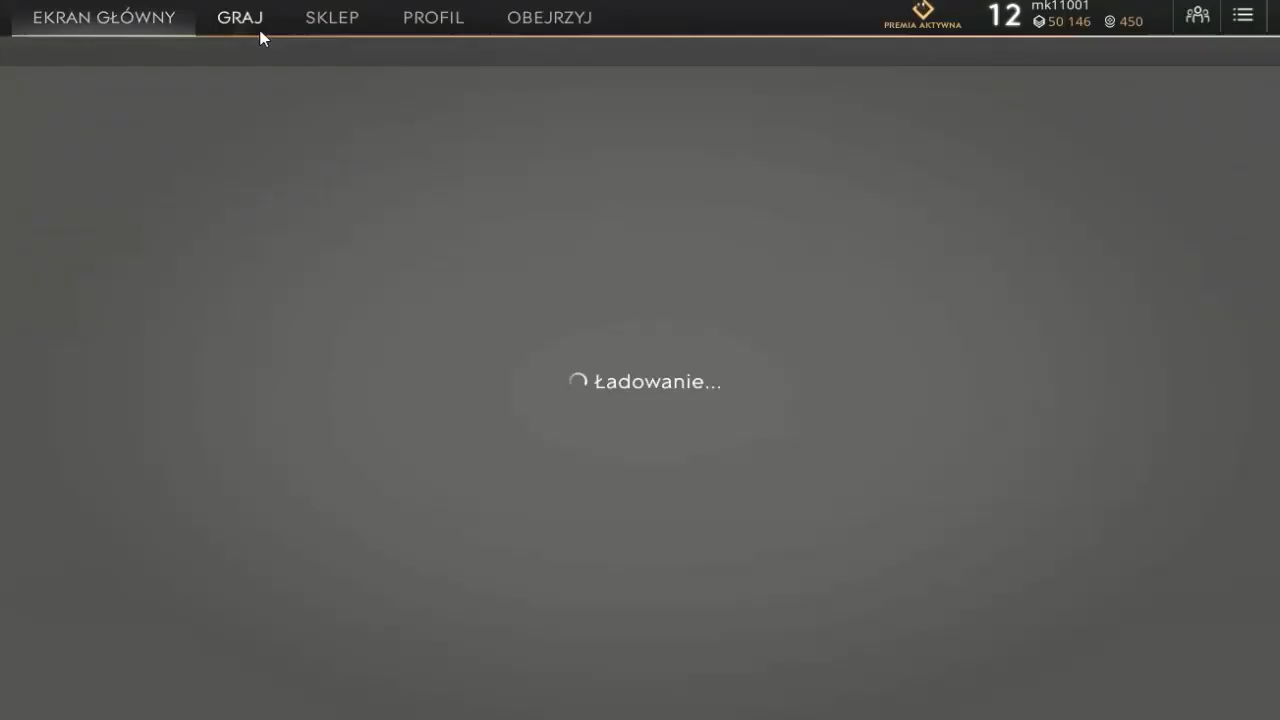 EKRAN GŁÓWNY GRAJ SKLEP PROFIL OBEJRZYJ PREMIA AKTYWNA 12 mk11001
50 146 450
Ładowanie...